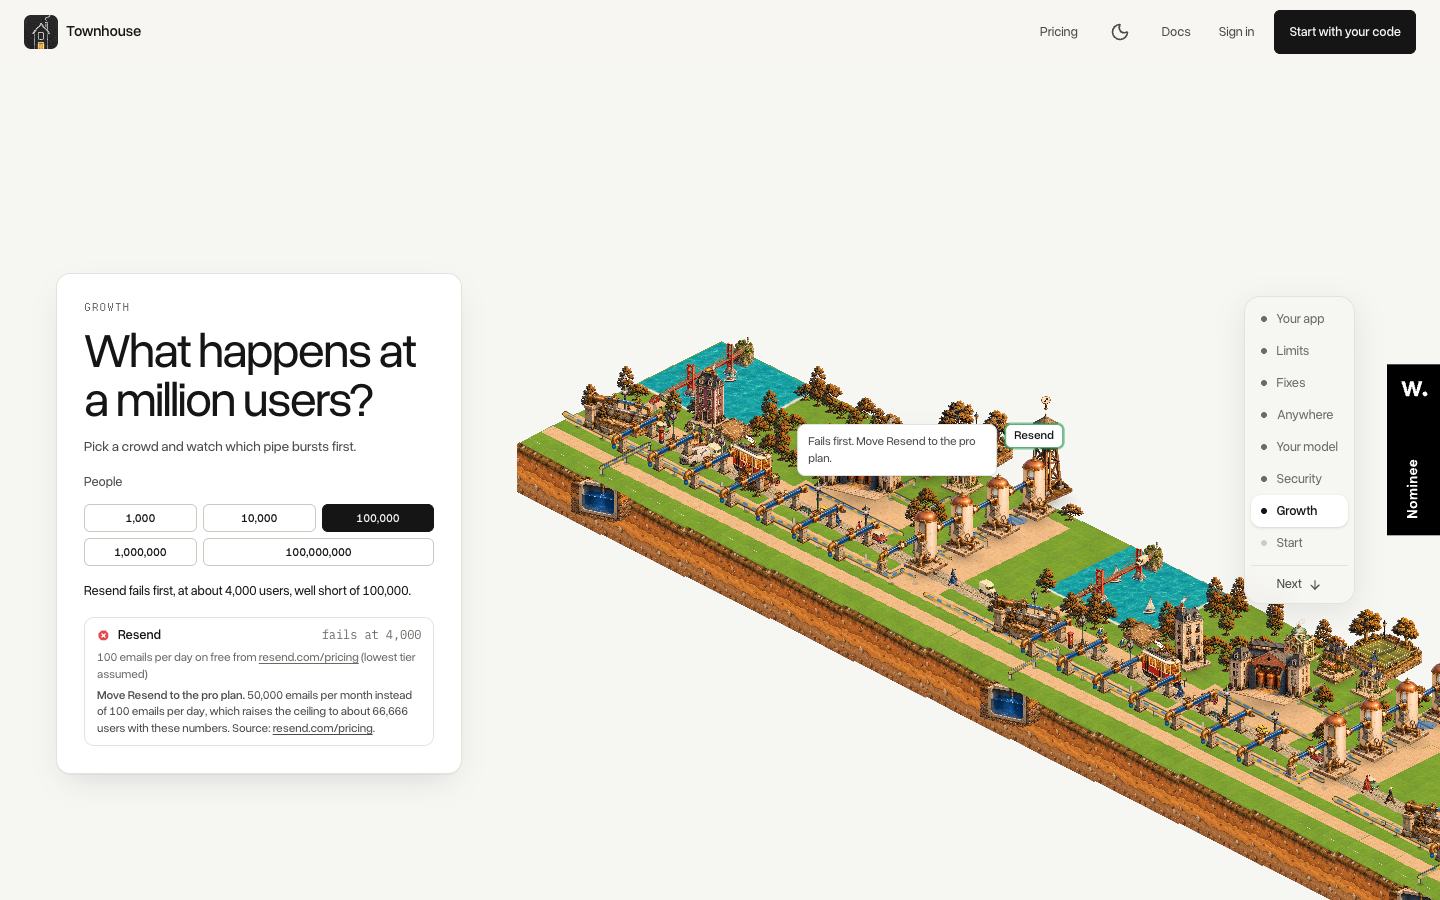 Townhouse
Pricing
Docs
Sign in
Start with your code
GROWTH
What happens at
a million users?
Pick a crowd and watch which pipe bursts first.
People
1,000
10,000
100,000
1,000,000
100,000,000
Resend fails first, at about 4,000 users, well short of 100,000.
Resend
fails at 4,000
100 emails per day on free from resend.com/pricing (lowest tier
assumed)
Move Resend to the pro plan. 50,000 emails per month instead
of 100 emails per day, which raises the ceiling to about 66,666
users with these numbers. Source: resend.com/pricing.
Fails first. Move Resend to the pro
plan.
Resend
Your app
Limits
Fixes
Anywhere
Your model
Security
Growth
Start
Next
W.
Nominee